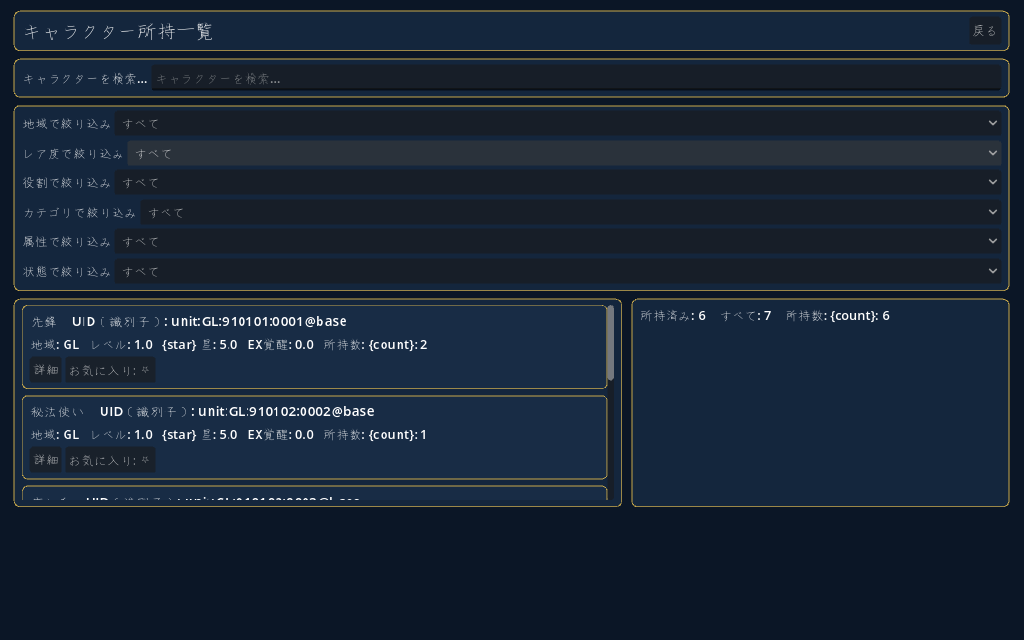 キャラクター所持一覧 戻る
キャラクターを検索... キャラクターを検索...
地域で絞り込み すべて
レア度で絞り込み すべて
役割で絞り込み すべて
カテゴリで絞り込み すべて
属性で絞り込み すべて
状態で絞り込み すべて
先鋒 UID（識別子）: unit:GL:910101:0001@base
地域: GL レベル: 1.0 {star} 星: 5.0 EX覚醒: 0.0 所持数: {count}: 2
詳細 お気に入り: ☆
秘法使い UID（識別子）: unit:GL:910102:0002@base
地域: GL レベル: 1.0 {star} 星: 5.0 EX覚醒: 0.0 所持数: {count}: 1
詳細 お気に入り: ☆
所持済み: 6 すべて: 7 所持数: {count}: 6